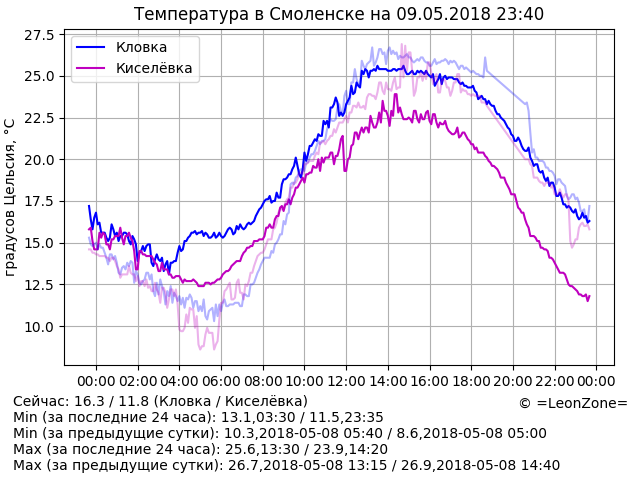 Температура в Смоленске на 09.05.2018 23:40
27.5
25.0
22.5
20.0
17.5
15.0
12.5
10.0
градусов Цельсия, °C
Кловка
Киселёвка
00:00 02:00 04:00 06:00 08:00 10:00 12:00 14:00 16:00 18:00 20:00 22:00 00:00
Сейчас: 16.3 / 11.8 (Кловка / Киселёвка)
© =LeonZone=
Min (за последние 24 часа): 13.1,03:30 / 11.5,23:35
Min (за предыдущие сутки): 10.3,2018-05-08 05:40 / 8.6,2018-05-08 05:00
Max (за последние 24 часа): 25.6,13:30 / 23.9,14:20
Max (за предыдущие сутки): 26.7,2018-05-08 13:15 / 26.9,2018-05-08 14:40